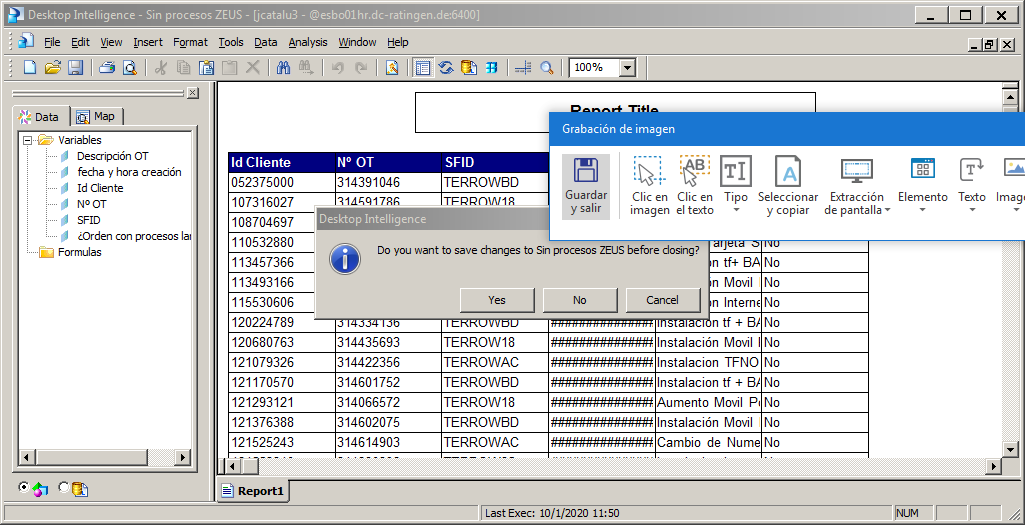 Desktop Intelligence - Sin procesos ZEUS - [jcatalu3 - @esbo01hr.dc-ratingen.de:6400]
File Edit View Insert Format Tools Data Analysis Window Help
100%
Data Map
Variables
Descripción OT
fecha y hora creación
Id Cliente
Nº OT
SFID
¿Orden con procesos lan
Formulas
Report Title
Grabación de imagen
Guardar y salir
Clic en imagen
Clic en el texto
Tipo
Seleccionar y copiar
Extracción de pantalla
Elemento
Texto
Image
Id Cliente Nº OT SFID
052375000 314391046 TERROWBD
107316027 314591786 TERROW18
108704697
110532880 No
113457366 on tf+ BA No
113493166 on Movil No
115530606 on Interne No
120224789 314334136 TERROWBD ############### Instalacion tf + BA No
120680763 314435693 TERROW18 ############### Instalación Movil No
121079326 314422356 TERROWAC ############### Instalacion TFNO No
121170570 314601752 TERROWBD ############### Instalacion tf + BA No
121293121 314066572 TERROW18 ############### Aumento Movil Po No
121376388 314602075 TERROWBD ############### Instalación Movil No
121525243 314614903 TERROWAC ############### Cambio de Nume No
Desktop Intelligence
Do you want to save changes to Sin procesos ZEUS before closing?
Yes No Cancel
Report1
Last Exec: 10/1/2020 11:50 NUM